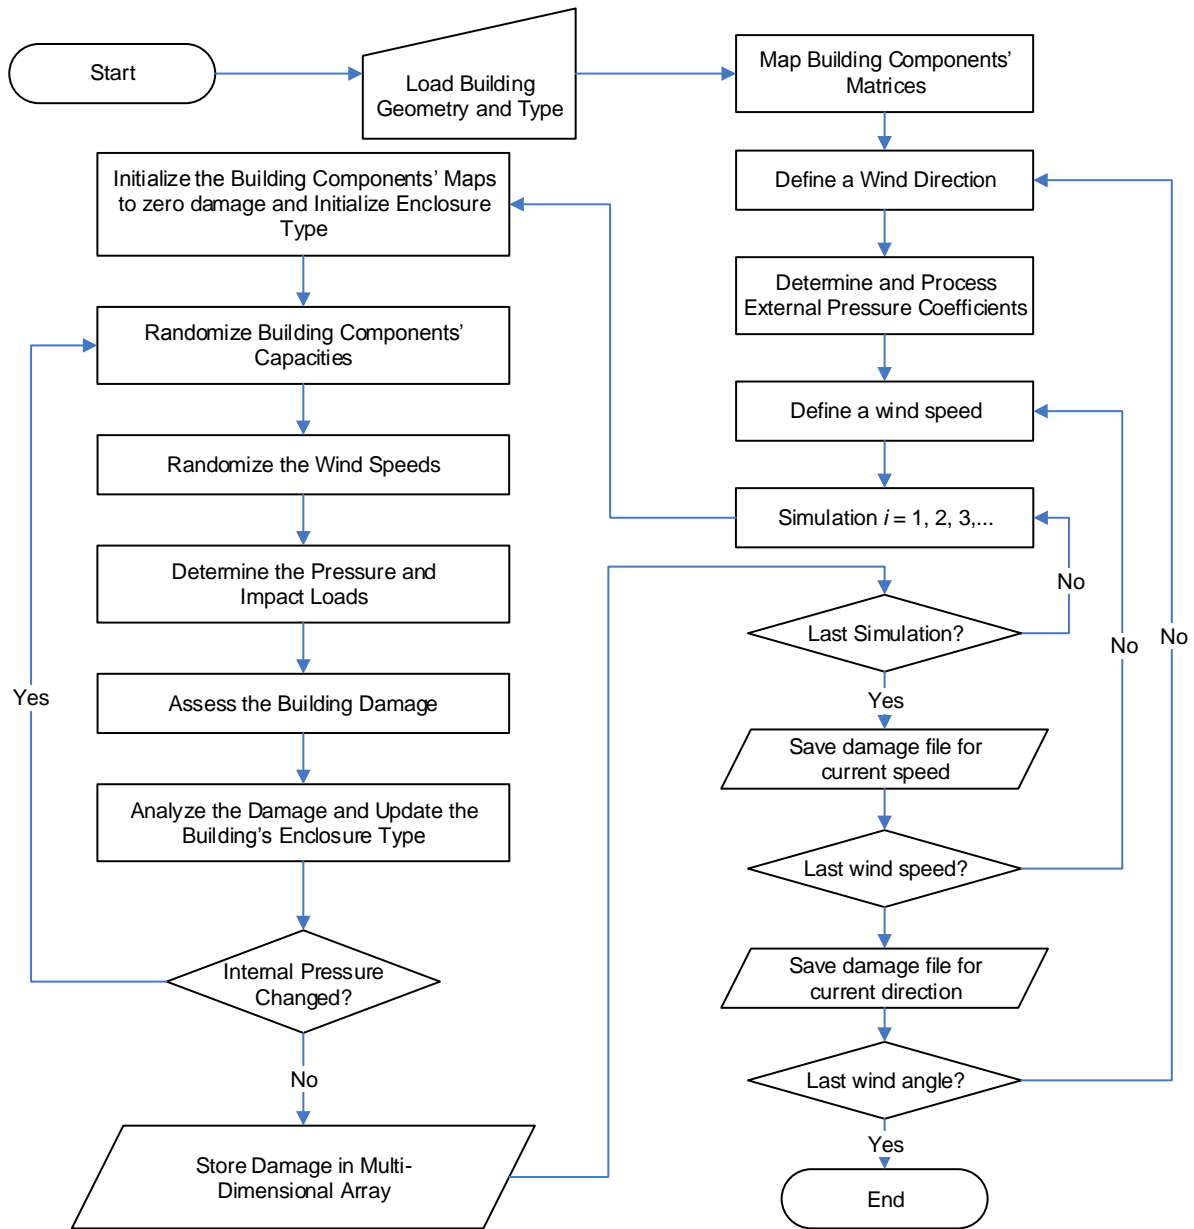 Start
Load Building
Geometry and Type
Map Building Components’
Matrices
Define a Wind Direction
Determine and Process
External Pressure Coefficients
Define a wind speed
Simulation i = 1, 2, 3,...
Initialize the Building Components’ Maps
to zero damage and Initialize Enclosure
Type
Randomize Building Components’
Capacities
Randomize the Wind Speeds
Determine the Pressure and
Impact Loads
Assess the Building Damage
Analyze the Damage and Update the
Building’s Enclosure Type
Internal Pressure
Changed?
Yes
No
Store Damage in Multi-
Dimensional Array
Last Simulation?
No
Yes
Save damage file for
current speed
Last wind speed?
No
Save damage file for
current direction
Last wind angle?
No
Yes
End